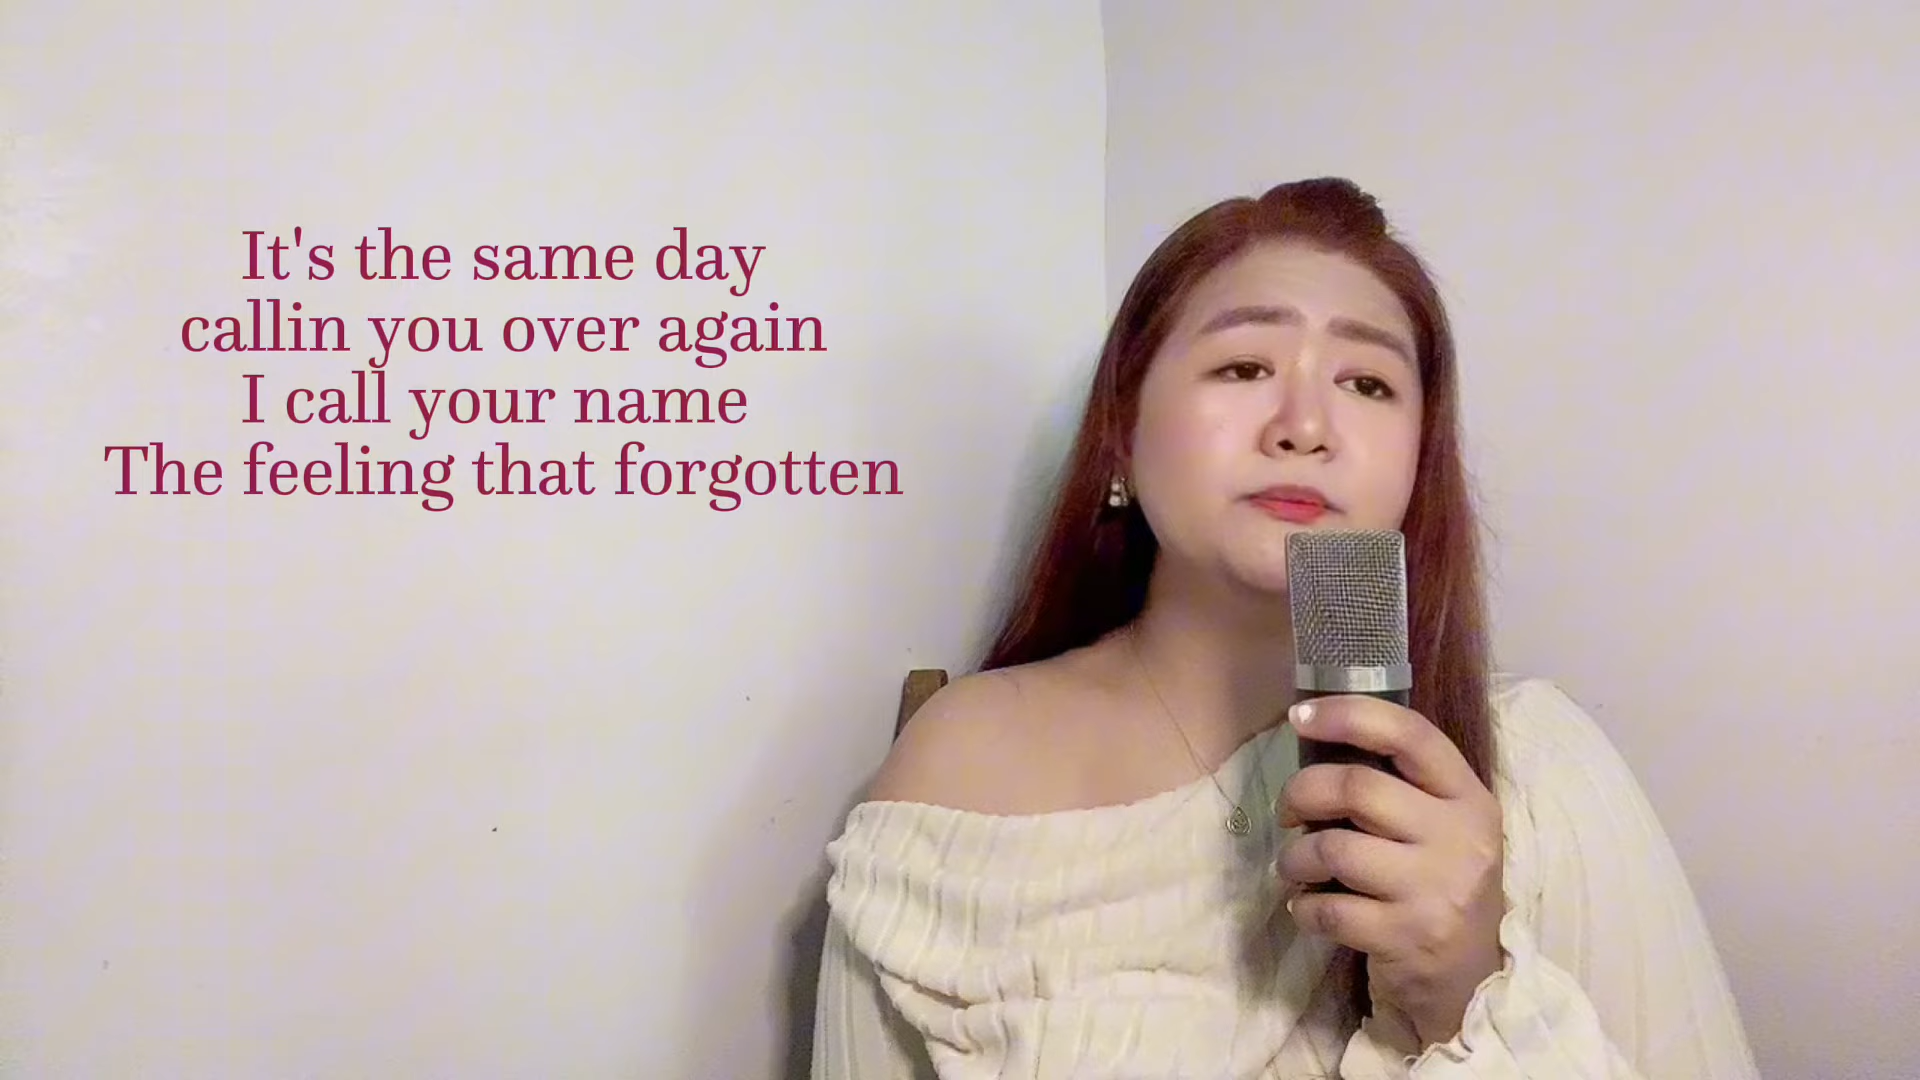 It's the same day
callin you over again
I call your name
The feeling that forgotten